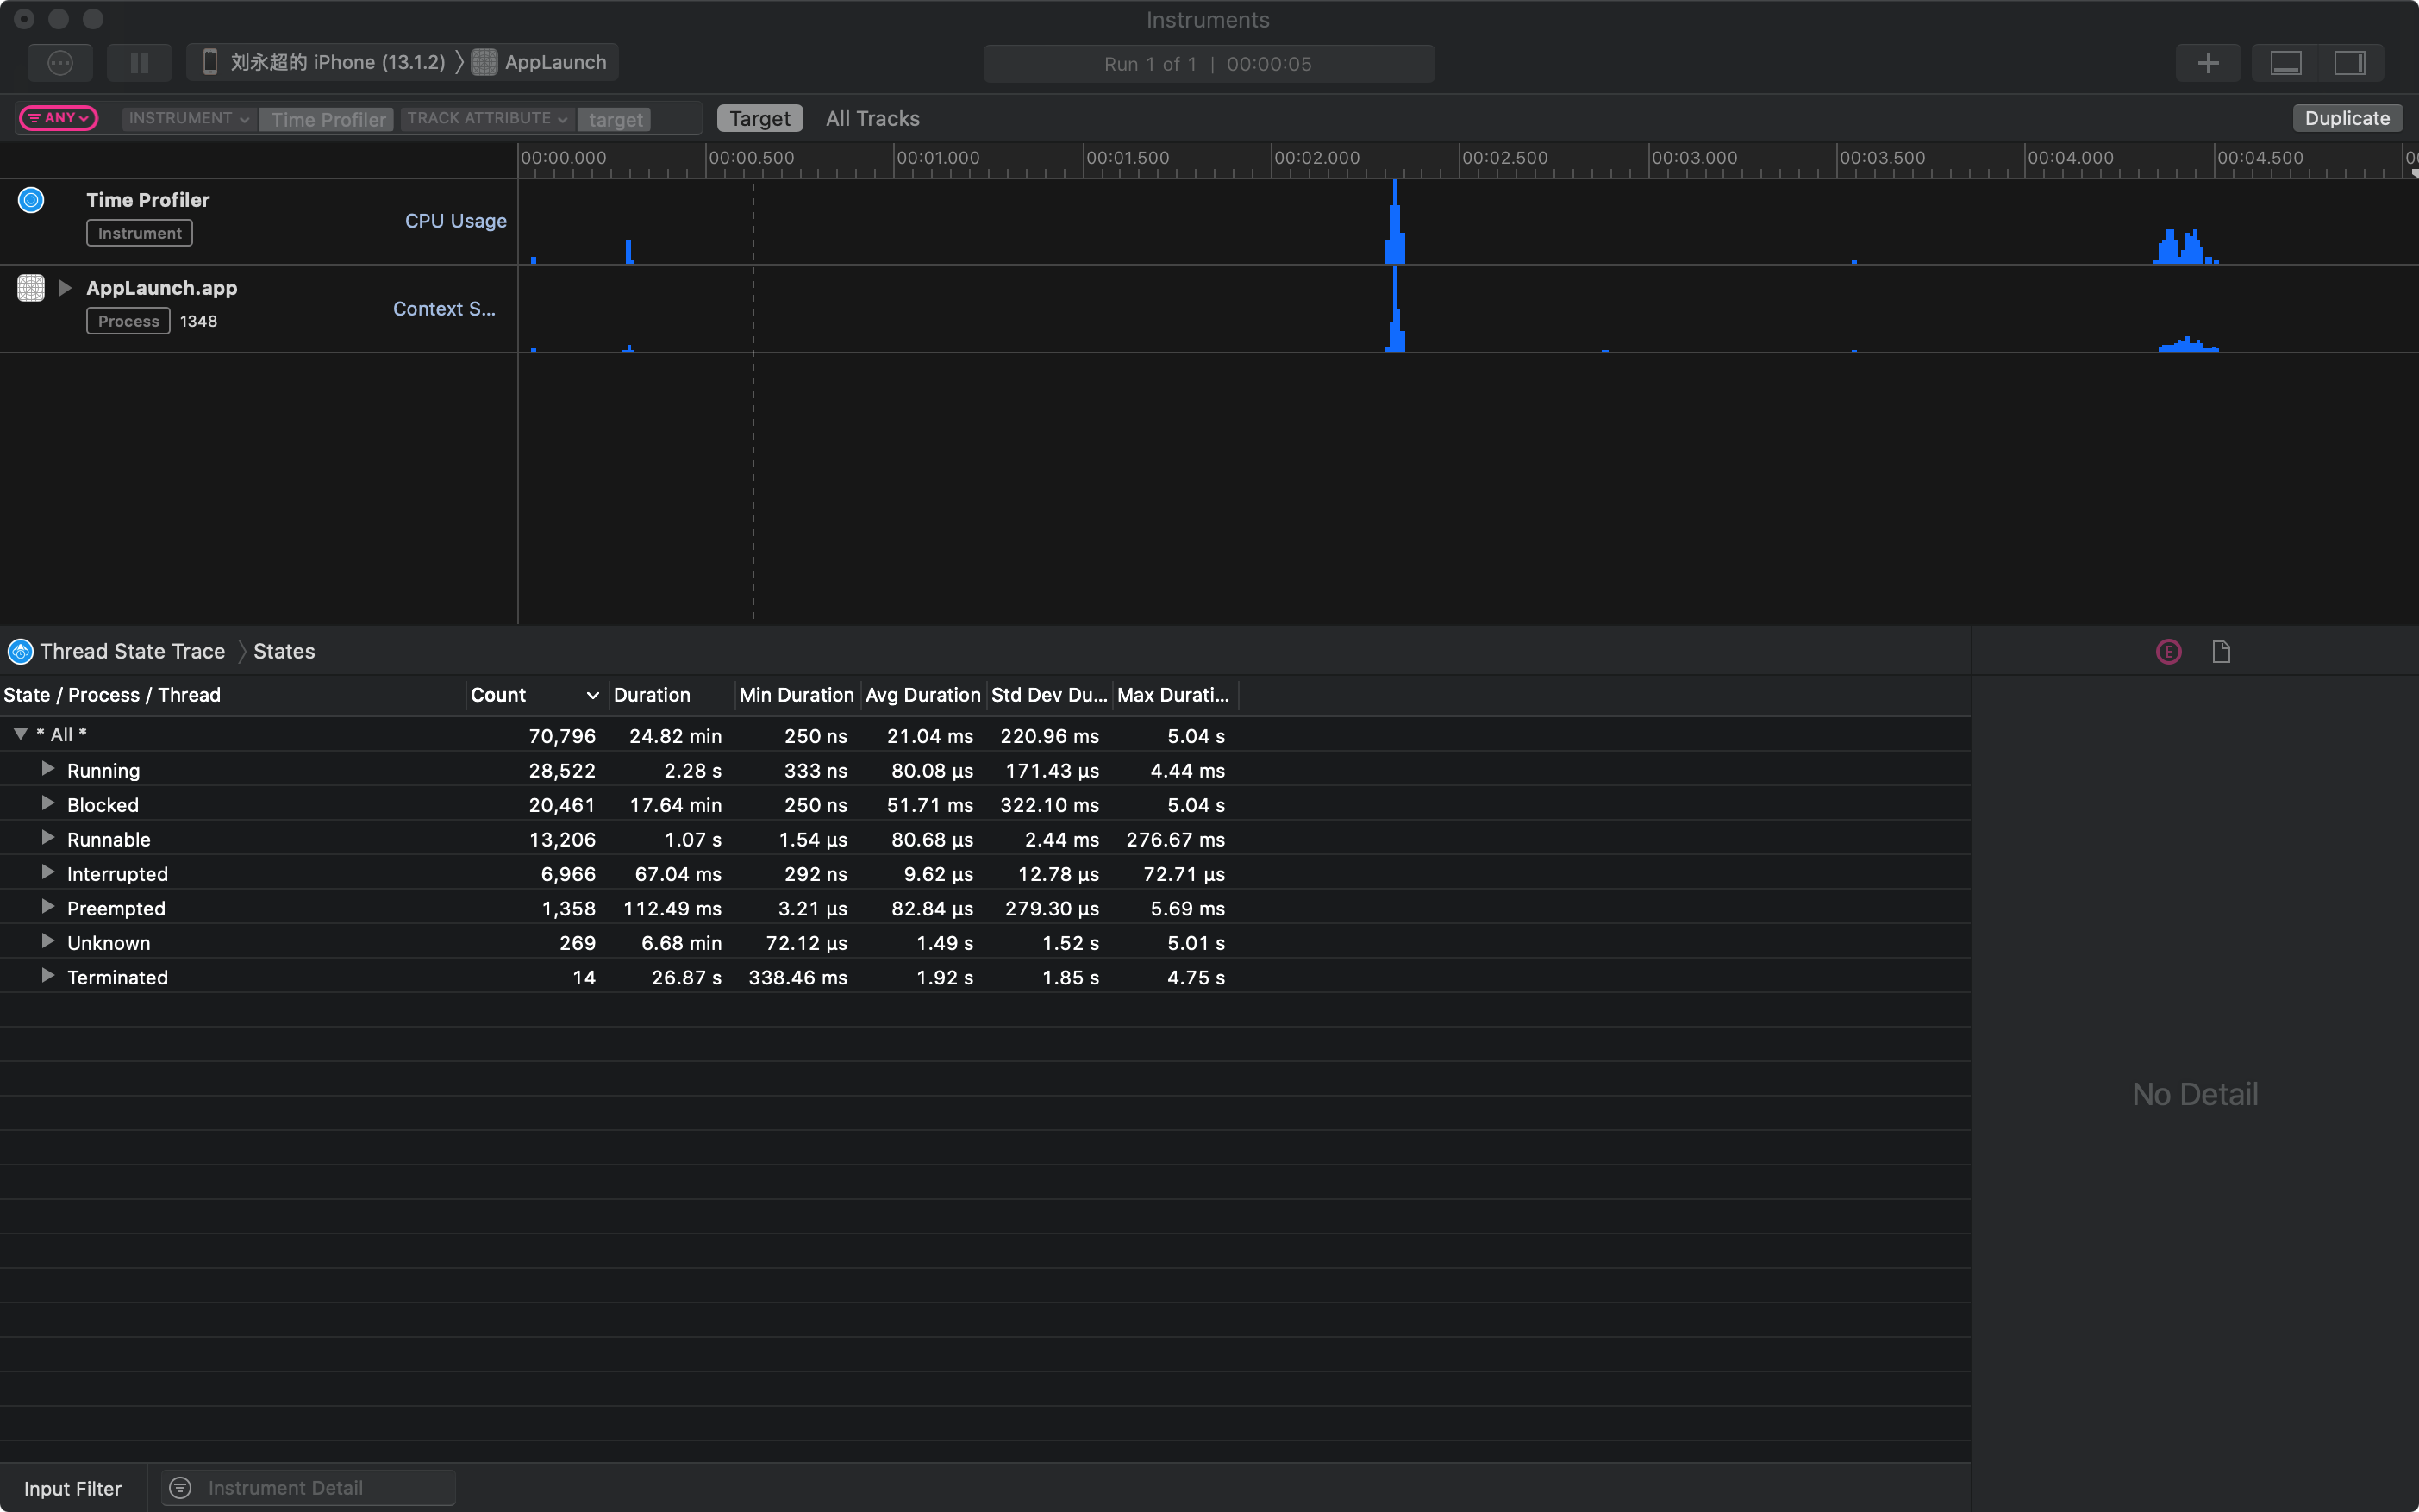 Instruments
刘永超的 iPhone (13.1.2) 〉 AppLaunch
Run 1 of 1 | 00:00:05
ANY INSTRUMENT Time Profiler TRACK ATTRIBUTE target Target All Tracks Duplicate
00:00.000 00:00.500 00:01.000 00:01.500 00:02.000 00:02.500 00:03.000 00:03.500 00:04.000 00:04.500
Time Profiler
Instrument
CPU Usage
AppLaunch.app
Process 1348
Context S...
Thread State Trace 〉 States
E
State / Process / Thread Count Duration Min Duration Avg Duration Std Dev Du... Max Durati...
* All * 70,796 24.82 min 250 ns 21.04 ms 220.96 ms 5.04 s
Running 28,522 2.28 s 333 ns 80.08 µs 171.43 µs 4.44 ms
Blocked 20,461 17.64 min 250 ns 51.71 ms 322.10 ms 5.04 s
Runnable 13,206 1.07 s 1.54 µs 80.68 µs 2.44 ms 276.67 ms
Interrupted 6,966 67.04 ms 292 ns 9.62 µs 12.78 µs 72.71 µs
Preempted 1,358 112.49 ms 3.21 µs 82.84 µs 279.30 µs 5.69 ms
Unknown 269 6.68 min 72.12 µs 1.49 s 1.52 s 5.01 s
Terminated 14 26.87 s 338.46 ms 1.92 s 1.85 s 4.75 s
No Detail
Input Filter Instrument Detail